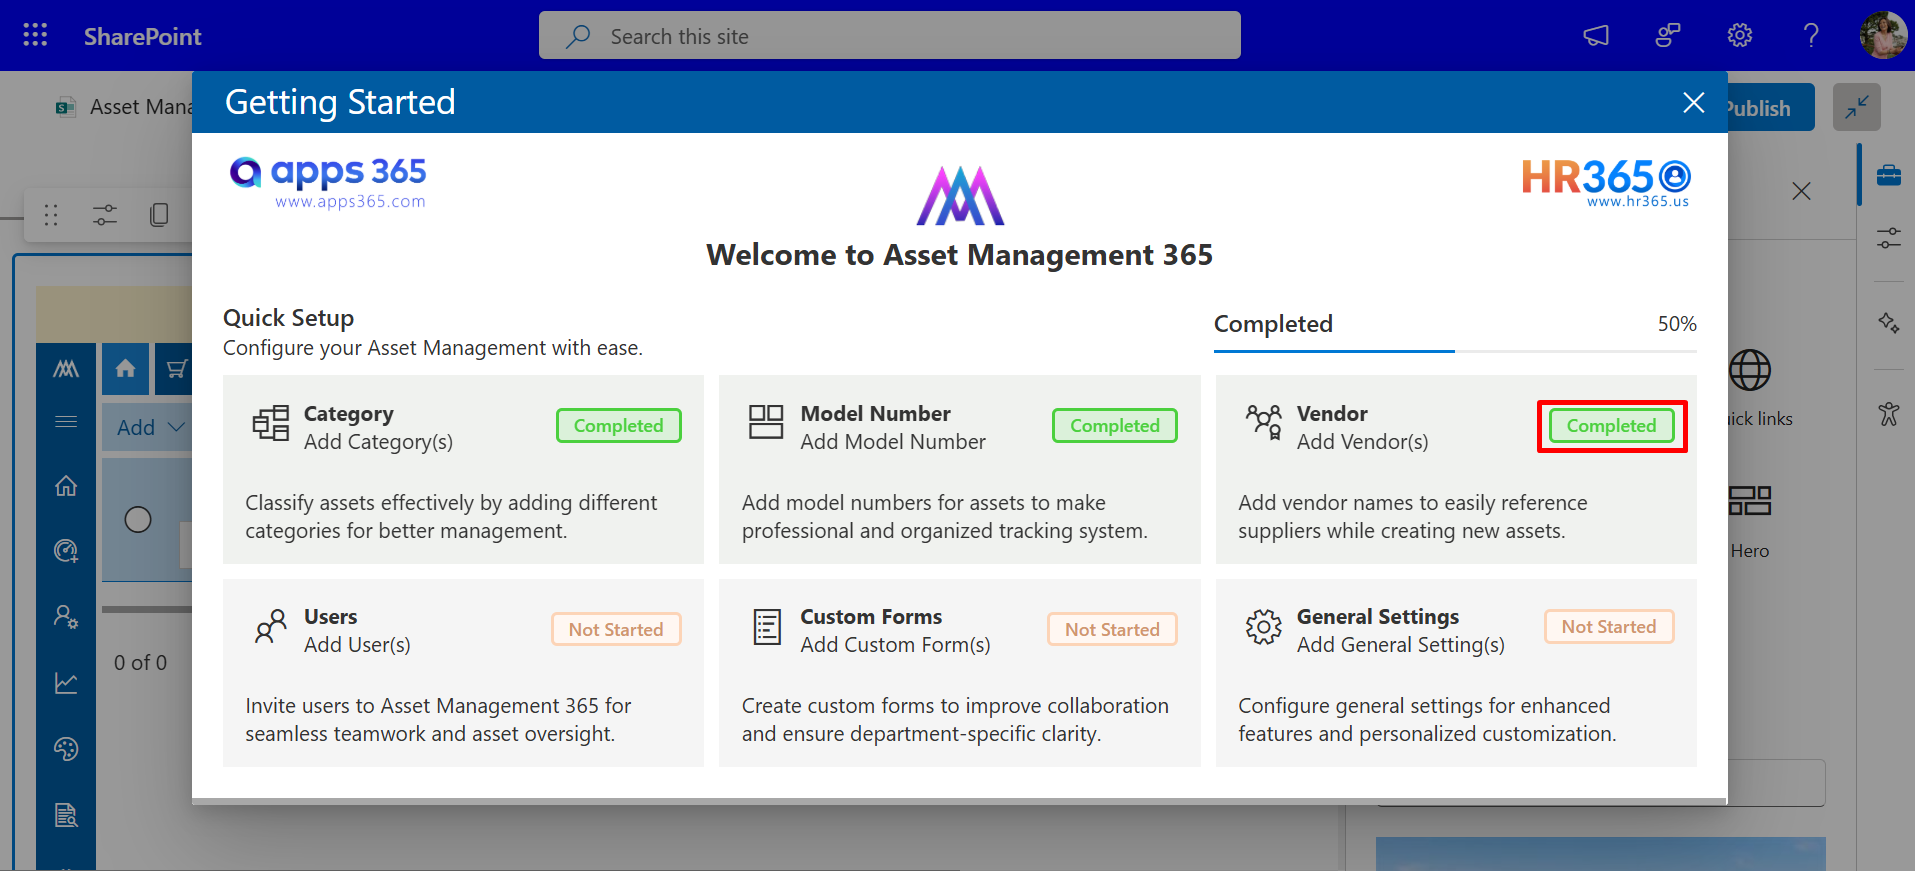 SharePoint
Search this site
Asset Mana
Getting Started
Publish
apps 365
www.apps365.com
HR365
www.hr365.us
Welcome to Asset Management 365
Quick Setup
Configure your Asset Management with ease.
Completed 50%
Category
Add Category(s)
Completed
Classify assets effectively by adding different
categories for better management.
Model Number
Add Model Number
Completed
Add model numbers for assets to make
professional and organized tracking system.
Vendor
Add Vendor(s)
Completed
Add vendor names to easily reference
suppliers while creating new assets.
Users
Add User(s)
Not Started
Invite users to Asset Management 365 for
seamless teamwork and asset oversight.
Custom Forms
Add Custom Form(s)
Not Started
Create custom forms to improve collaboration
and ensure department-specific clarity.
General Settings
Add General Setting(s)
Not Started
Configure general settings for enhanced
features and personalized customization.
Add
0 of 0
uick links
Hero